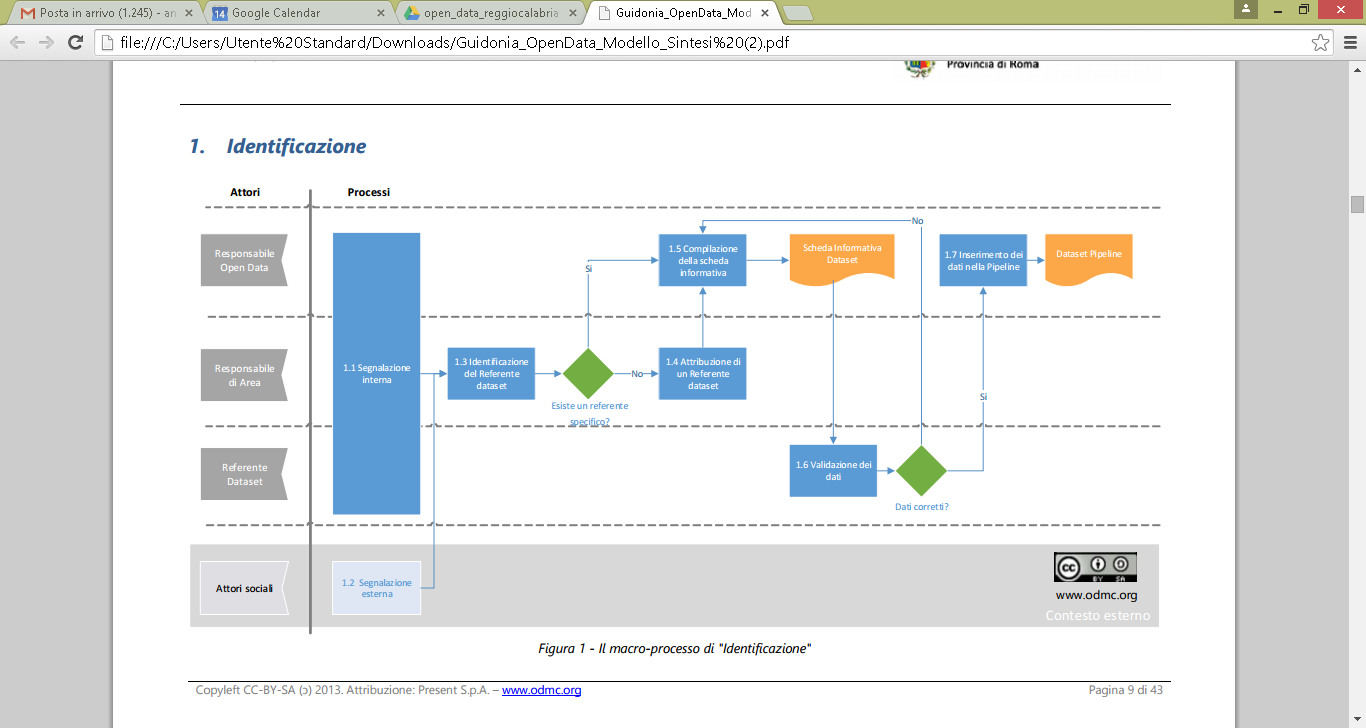 Posta in arrivo (1.245) - an
14 Google Calendar
open_data_reggiocalabria
Guidonia_OpenData_Mod
file:///C:/Users/Utente%20Standard/Downloads/Guidonia_OpenData_Modello_Sintesi%20(2).pdf
Provincia di Roma
1. Identificazione
Attori
Processi
No
Responsabile
Open Data
1.5 Compilazione
della scheda
informativa
Scheda Informativa
Dataset
1.7 Inserimento dei
dati nella Pipeline
Dataset Pipeline
Si
Responsabile
di Area
1.1 Segnalazione
interna
1.3 Identificazione
del Referente
dataset
No
1.4 Attribuzione di
un Referente
dataset
Esiste un referente
specifico?
Si
Referente
Dataset
1.6 Validazione dei
dati
Dati corretti?
Attori sociali
1.2 Segnalazione
esterna
cc
BY SA
www.odmc.org
Contesto esterno
Figura 1 - Il macro-processo di "Identificazione"
Copyleft CC-BY-SA (ɔ) 2013. Attribuzione: Present S.p.A. – www.odmc.org
Pagina 9 di 43